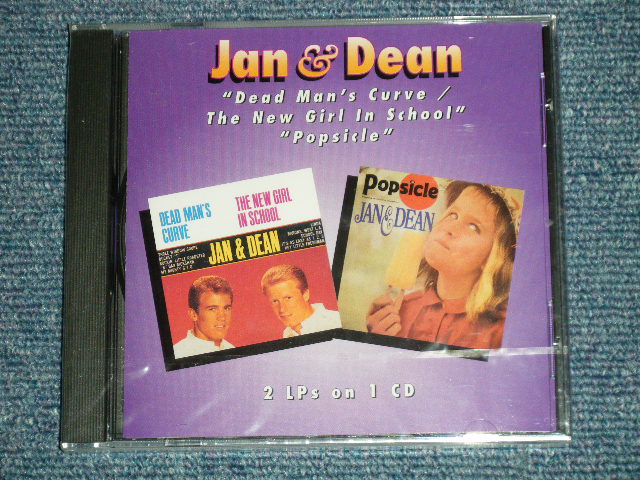 Jan & Dean
"Dead Man's Curve /
The New Girl In School"
"Popsicle"
DEAD MAN'S
CURVE
THE NEW GIRL
IN SCHOOL
JAN & DEAN
Popsicle
JAN & DEAN
2 LPs on 1 CD